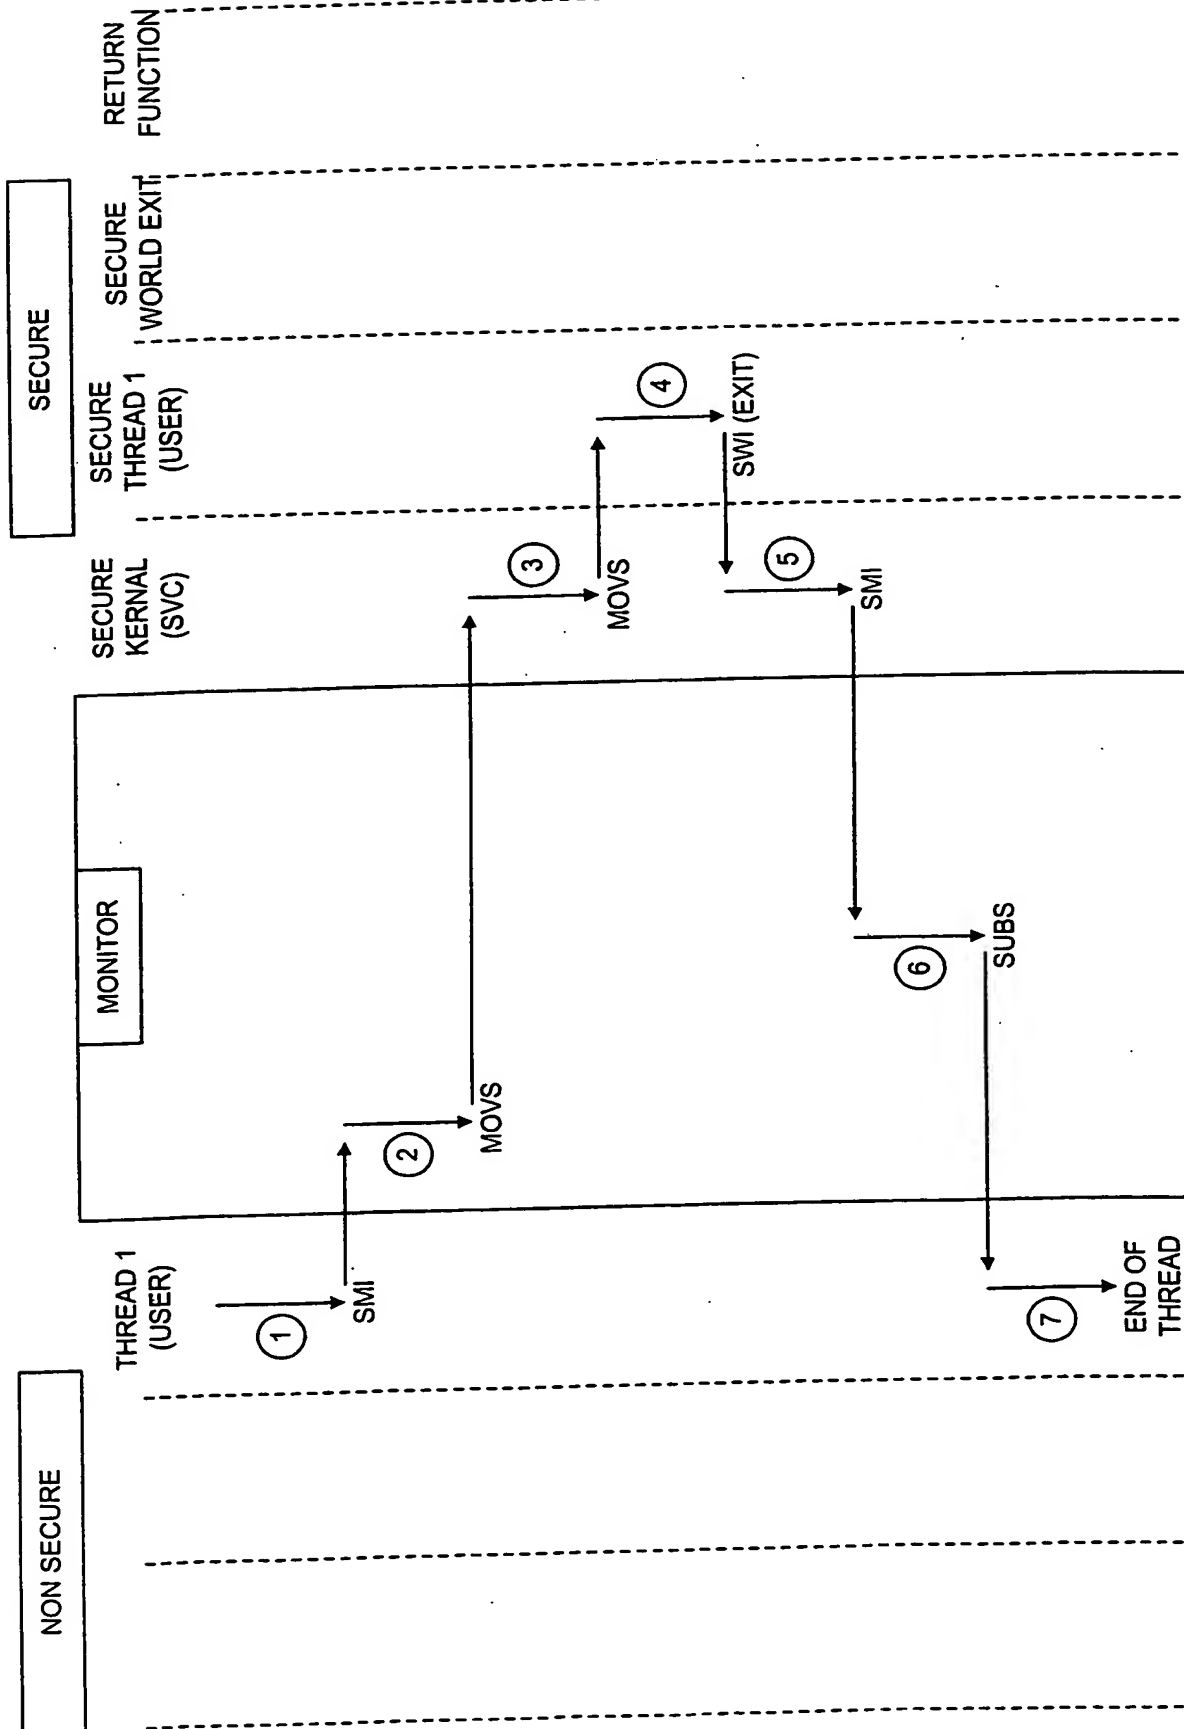 NON SECURE
MONITOR
SECURE
THREAD 1
(USER)
SECURE
KERNAL
(SVC)
SECURE
THREAD 1
(USER)
SECURE
WORLD EXIT
RETURN
FUNCTION
1
SMI
2
MOVS
3
MOVS
4
SWI (EXIT)
5
SMI
6
SUBS
7
END OF
THREAD